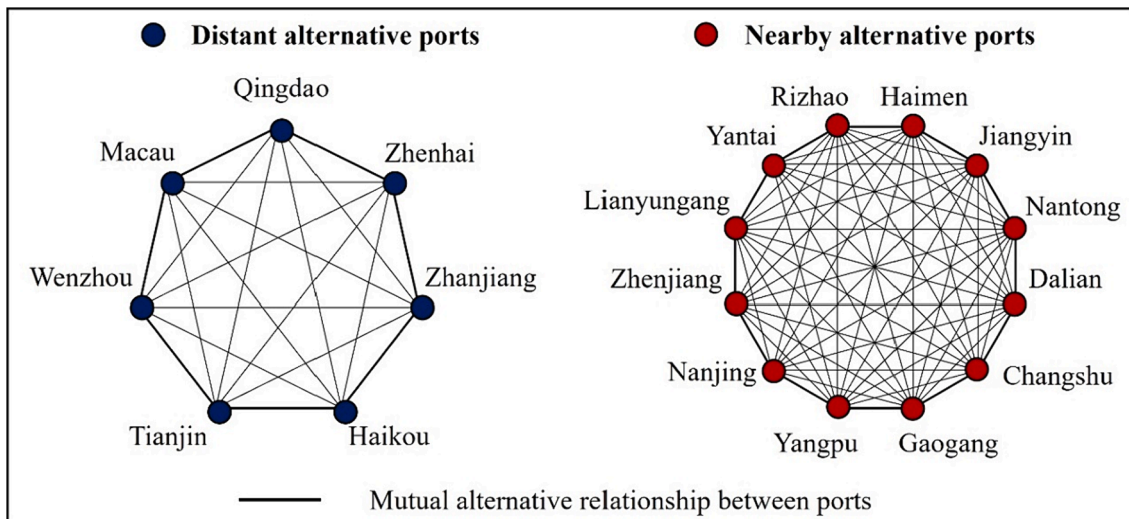 Distant alternative ports
Nearby alternative ports
Qingdao
Macau
Zhenhai
Wenzhou
Zhanjiang
Tianjin
Haikou
Rizhao
Haimen
Yantai
Jiangyin
Lianyungang
Nantong
Zhenjiang
Dalian
Nanjing
Changshu
Yangpu
Gaogang
Mutual alternative relationship between ports